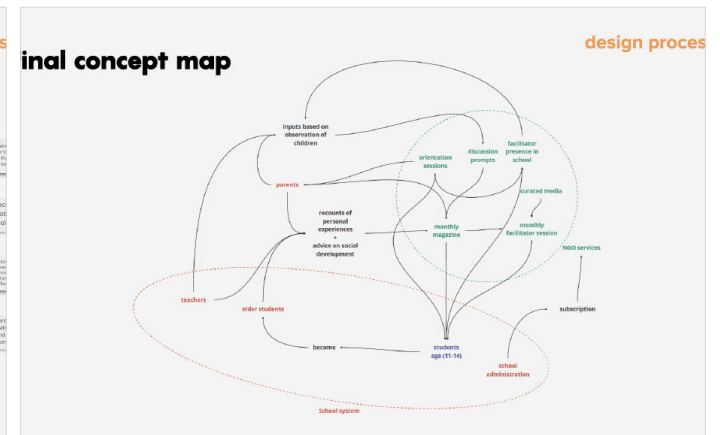 design proces
inal concept map
inputs based on
observation of
children
facilitator
presence in
school
discussion
prompts
orientation
sessions
parents
curated media
recounts of
personal
experiences
+
advice on social
development
monthly
magazine
monthly
facilitator session
NGO services
teachers
older students
subscription
become
students
age (11-14)
school
administration
School system